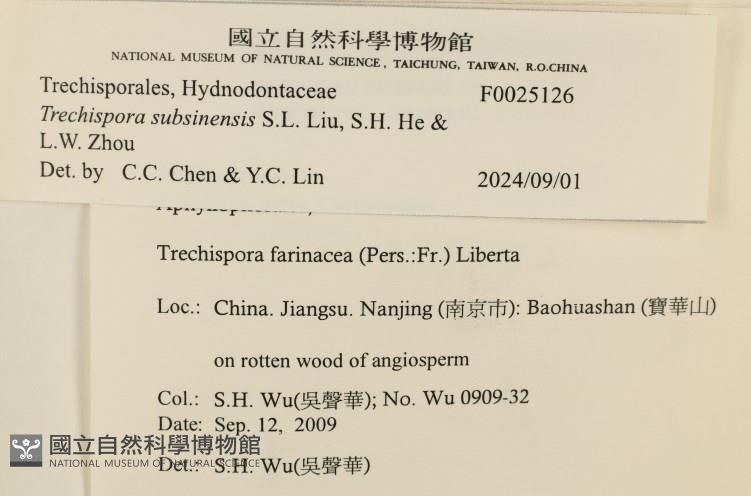 國立自然科學博物館
NATIONAL MUSEUM OF NATURAL SCIENCE, TAICHUNG, TAIWAN, R.O.CHINA
Trechisporales, Hydnodontaceae F0025126
Trechispora subsinensis S.L. Liu, S.H. He &
L.W. Zhou
Det. by C.C. Chen & Y.C. Lin 2024/09/01
Trechispora farinacea (Pers.:Fr.) Liberta
Loc.: China. Jiangsu. Nanjing (南京市): Baohuashan (寶華山)
on rotten wood of angiosperm
Col.: S.H. Wu(吳聲華); No. Wu 0909-32
Date: Sep. 12, 2009
國立自然科學博物館
NATIONAL MUSEUM OF NATURAL SCIENCE
Det.: S.H. Wu(吳聲華)